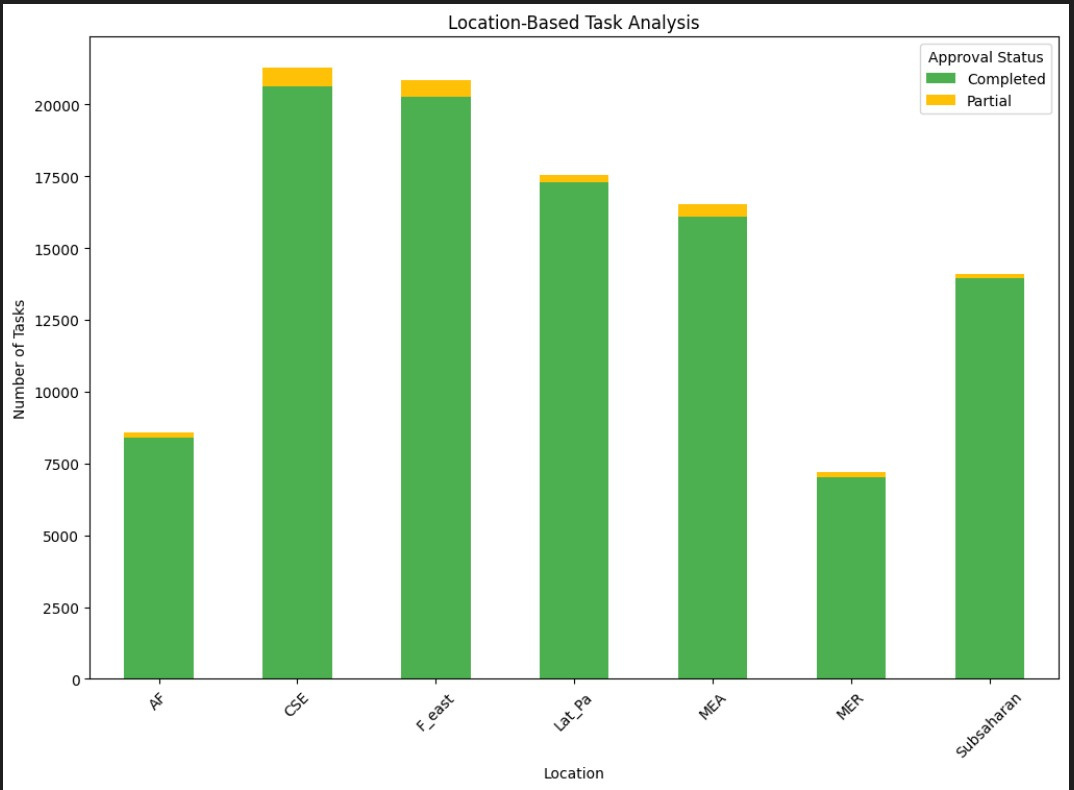 Location-Based Task Analysis
Approval Status
Completed
Partial
Number of Tasks
20000
17500
15000
12500
10000
7500
5000
2500
0
AF
CSE
F_east
Lat_Pa
MEA
MER
Subsaharan
Location